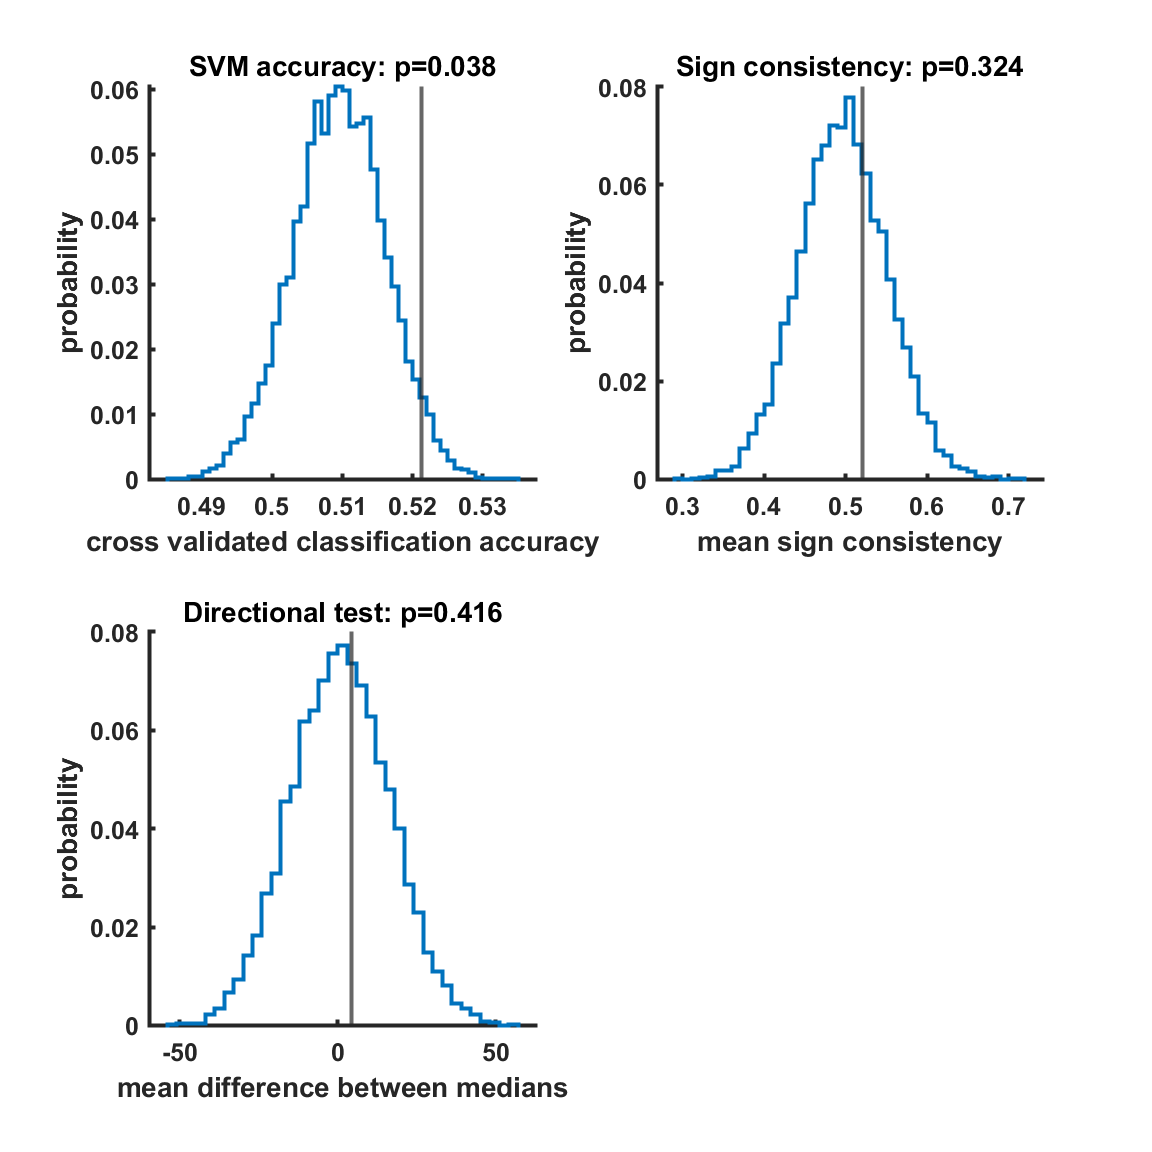 SVM accuracy: p=0.038
0.06
0.05
0.04
0.03
0.02
0.01
0
probability
0.49 0.5 0.51 0.52 0.53
cross validated classification accuracy
Sign consistency: p=0.324
0.08
0.06
0.04
0.02
0
probability
0.3 0.4 0.5 0.6 0.7
mean sign consistency
Directional test: p=0.416
0.08
0.06
0.04
0.02
0
probability
-50 0 50
mean difference between medians